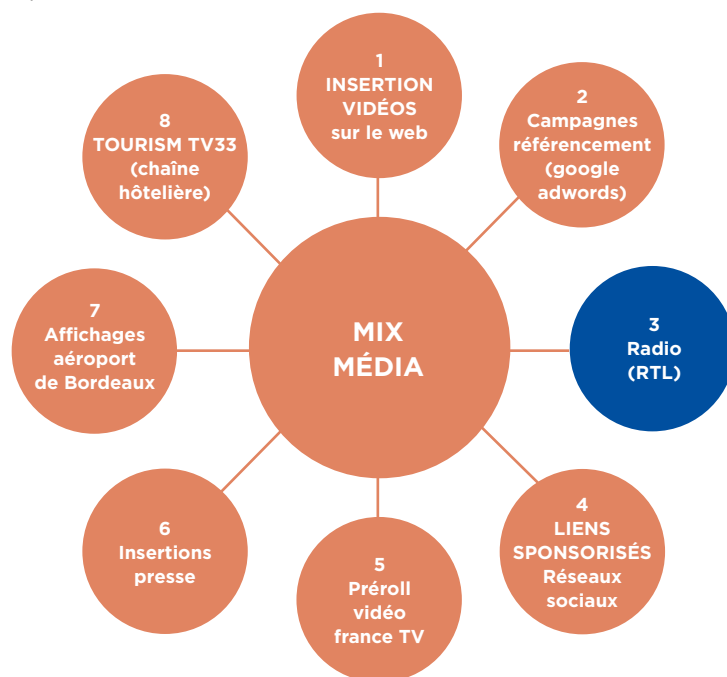 1
INSERTION
VIDÉOS
sur le web
2
Campagnes
référencement
(google
adwords)
3
Radio
(RTL)
4
LIENS
SPONSORISÉS
Réseaux
sociaux
5
Préroll
vidéo
france TV
6
Insertions
presse
7
Affichages
aéroport
de Bordeaux
8
TOURISM TV33
(chaîne
hôtelière)
MIX
MÉDIA